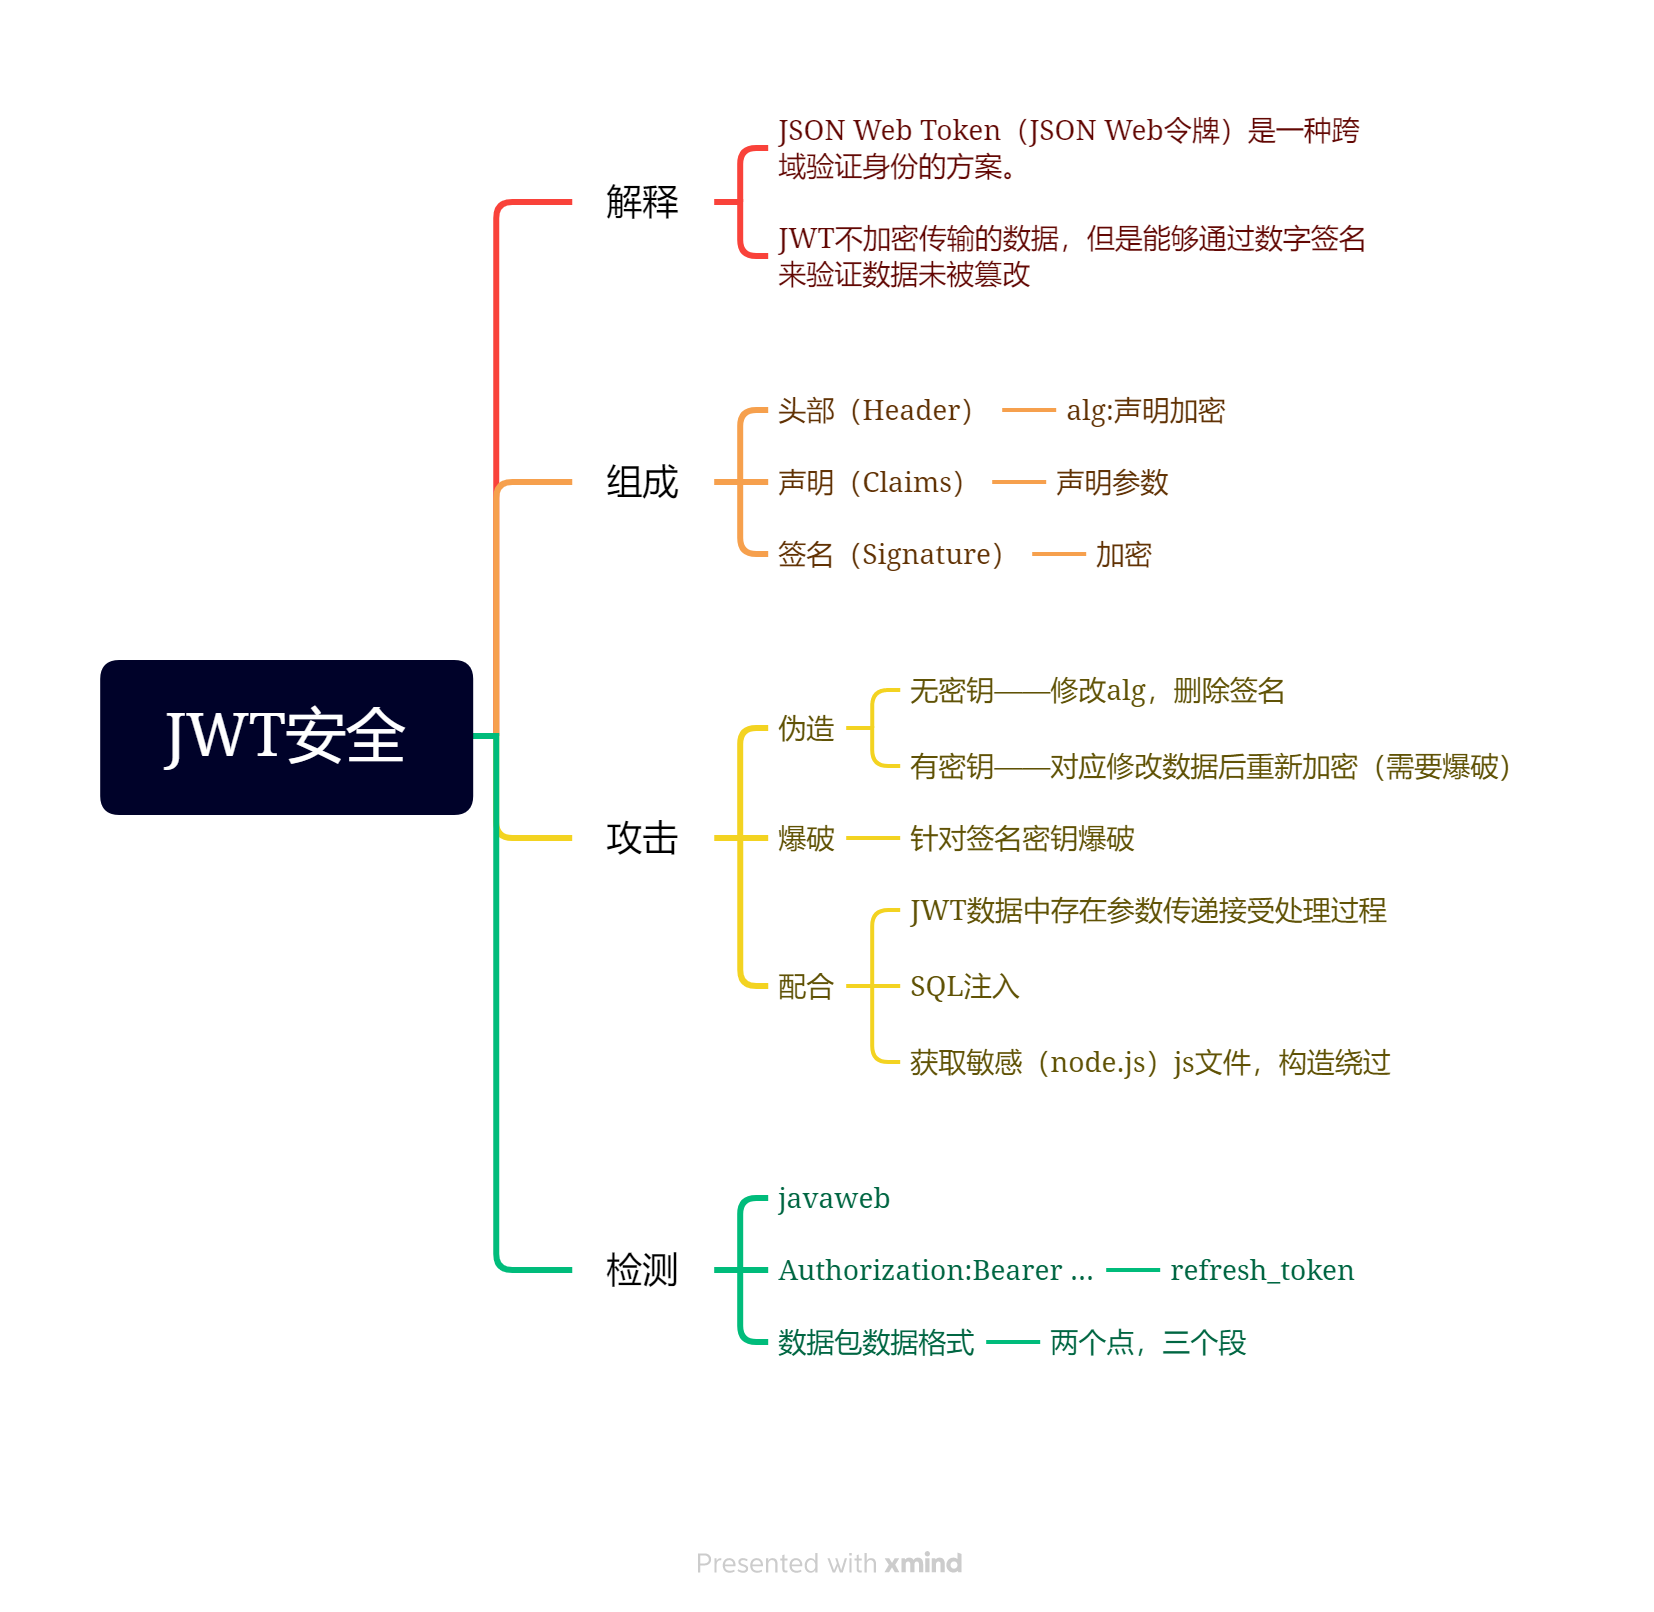 JWT安全
解释
JSON Web Token（JSON Web令牌）是一种跨
域验证身份的方案。
JWT不加密传输的数据，但是能够通过数字签名
来验证数据未被篡改
组成
头部（Header）
alg:声明加密
声明（Claims）
声明参数
签名（Signature）
加密
攻击
伪造
无密钥——修改alg，删除签名
有密钥——对应修改数据后重新加密（需要爆破）
爆破
针对签名密钥爆破
配合
JWT数据中存在参数传递接受处理过程
SQL注入
获取敏感（node.js）js文件，构造绕过
检测
javaweb
Authorization:Bearer ...
refresh_token
数据包数据格式
两个点，三个段
Presented with xmind